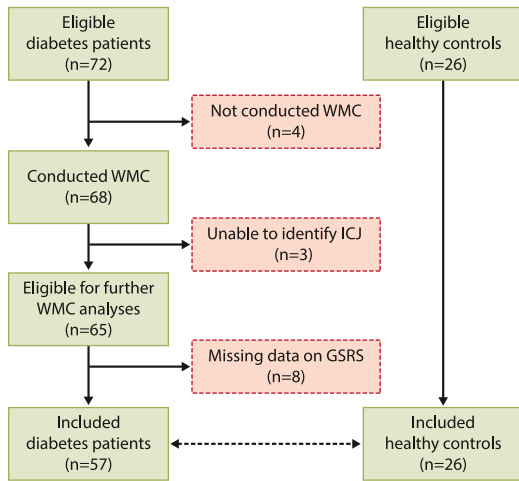 Eligible
diabetes patients
(n=72)
Eligible
healthy controls
(n=26)
Not conducted WMC
(n=4)
Conducted WMC
(n=68)
Unable to identify ICJ
(n=3)
Eligible for further
WMC analyses
(n=65)
Missing data on GSRS
(n=8)
Included
diabetes patients
(n=57)
Included
healthy controls
(n=26)